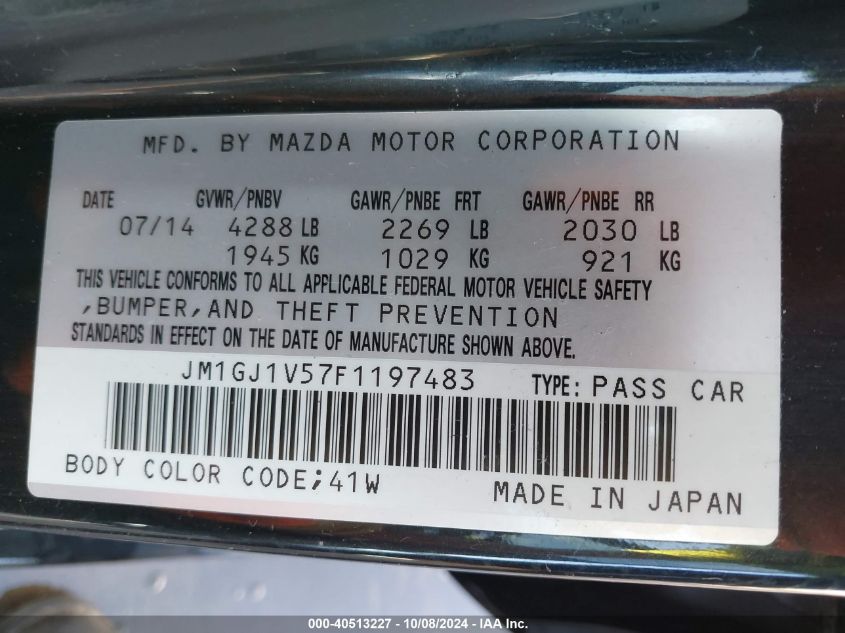 MFD. BY MAZDA MOTOR CORPORATION
DATE GVWR/PNBV GAWR/PNBE FRT GAWR/PNBE RR
07/14 4288 LB 2269 LB 2030 LB
1945 KG 1029 KG 921 KG
THIS VEHICLE CONFORMS TO ALL APPLICABLE FEDERAL MOTOR VEHICLE SAFETY
,BUMPER,AND THEFT PREVENTION
STANDARDS IN EFFECT ON THE DATE OF MANUFACTURE SHOWN ABOVE.
JM1GJ1V57F1197483 TYPE: PASS CAR
BODY COLOR CODE;41W MADE IN JAPAN
000-40513227 - 10/08/2024 - IAA Inc.